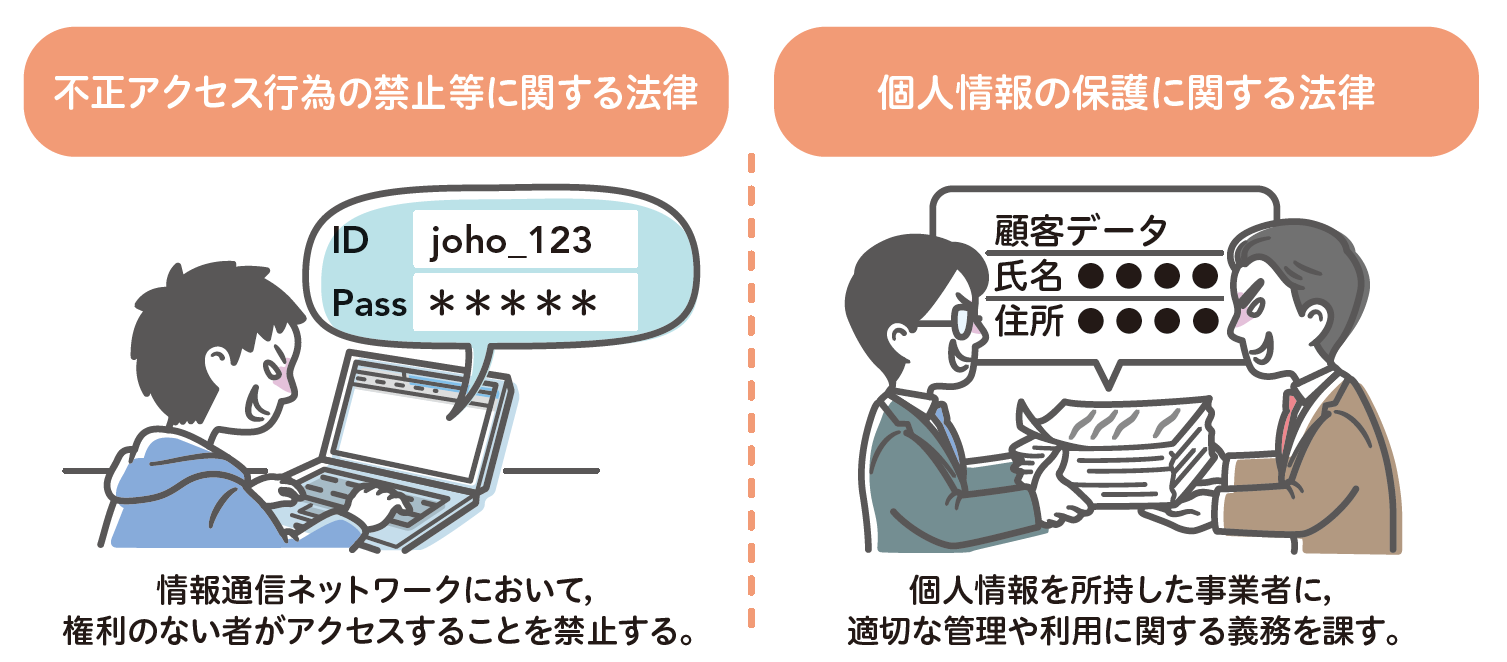 不正アクセス行為の禁止等に関する法律
ID joho_123
Pass ＊＊＊＊＊
情報通信ネットワークにおいて，
権利のない者がアクセスすることを禁止する。
個人情報の保護に関する法律
顧客データ
氏名 ●●●●
住所 ●●●●
個人情報を所持した事業者に，
適切な管理や利用に関する義務を課す。